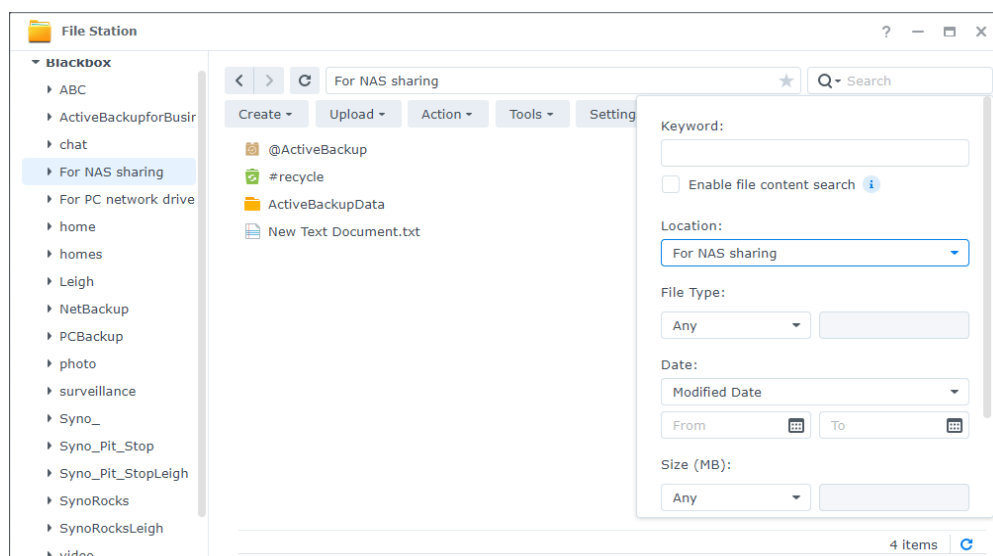 File Station
Blackbox
ABC
ActiveBackupforBusir
chat
For NAS sharing
For PC network drive
home
homes
Leigh
NetBackup
PCBackup
photo
surveillance
Syno_
Syno_Pit_Stop
Syno_Pit_StopLeigh
SynoRocks
SynoRocksLeigh
video
For NAS sharing
Search
Create
Upload
Action
Tools
Setting
@ActiveBackup
#recycle
ActiveBackupData
New Text Document.txt
Keyword:
Enable file content search
Location:
For NAS sharing
File Type:
Any
Date:
Modified Date
From To
Size (MB):
Any
4 items